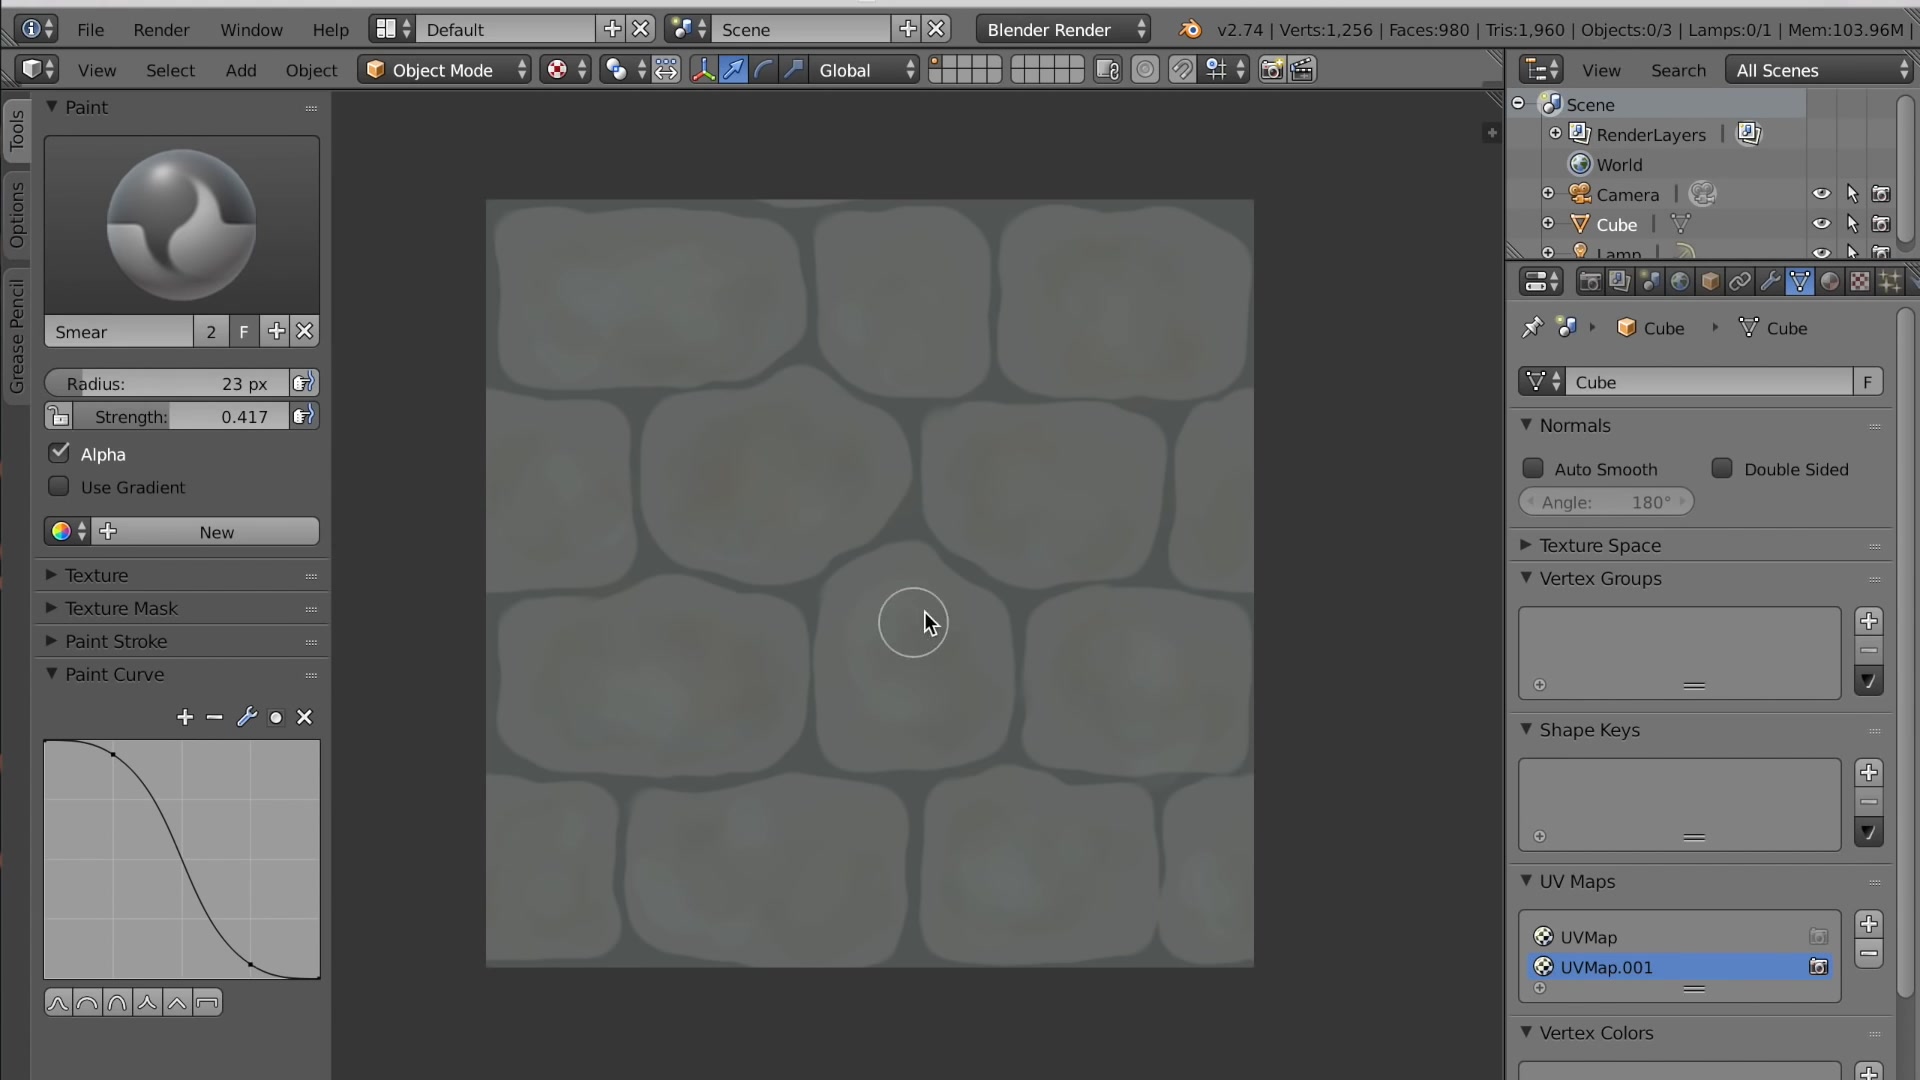 File Render Window Help Default Scene Blender Render v2.74 | Verts:1,256 | Faces:980 | Tris:1,960 | Objects:0/3 | Lamps:0/1 | Mem:103.96M |
View Select Add Object Object Mode Global View Search All Scenes
Tools
Options
Grease Pencil
Paint
Smear 2 F
Radius: 23 px
Strength: 0.417
Alpha
Use Gradient
New
Texture
Texture Mask
Paint Stroke
Paint Curve
Scene
RenderLayers |
World
Camera |
Cube |
Lamp
Cube Cube
Cube F
Normals
Auto Smooth Double Sided
Angle: 180°
Texture Space
Vertex Groups
Shape Keys
UV Maps
UVMap
UVMap.001
Vertex Colors